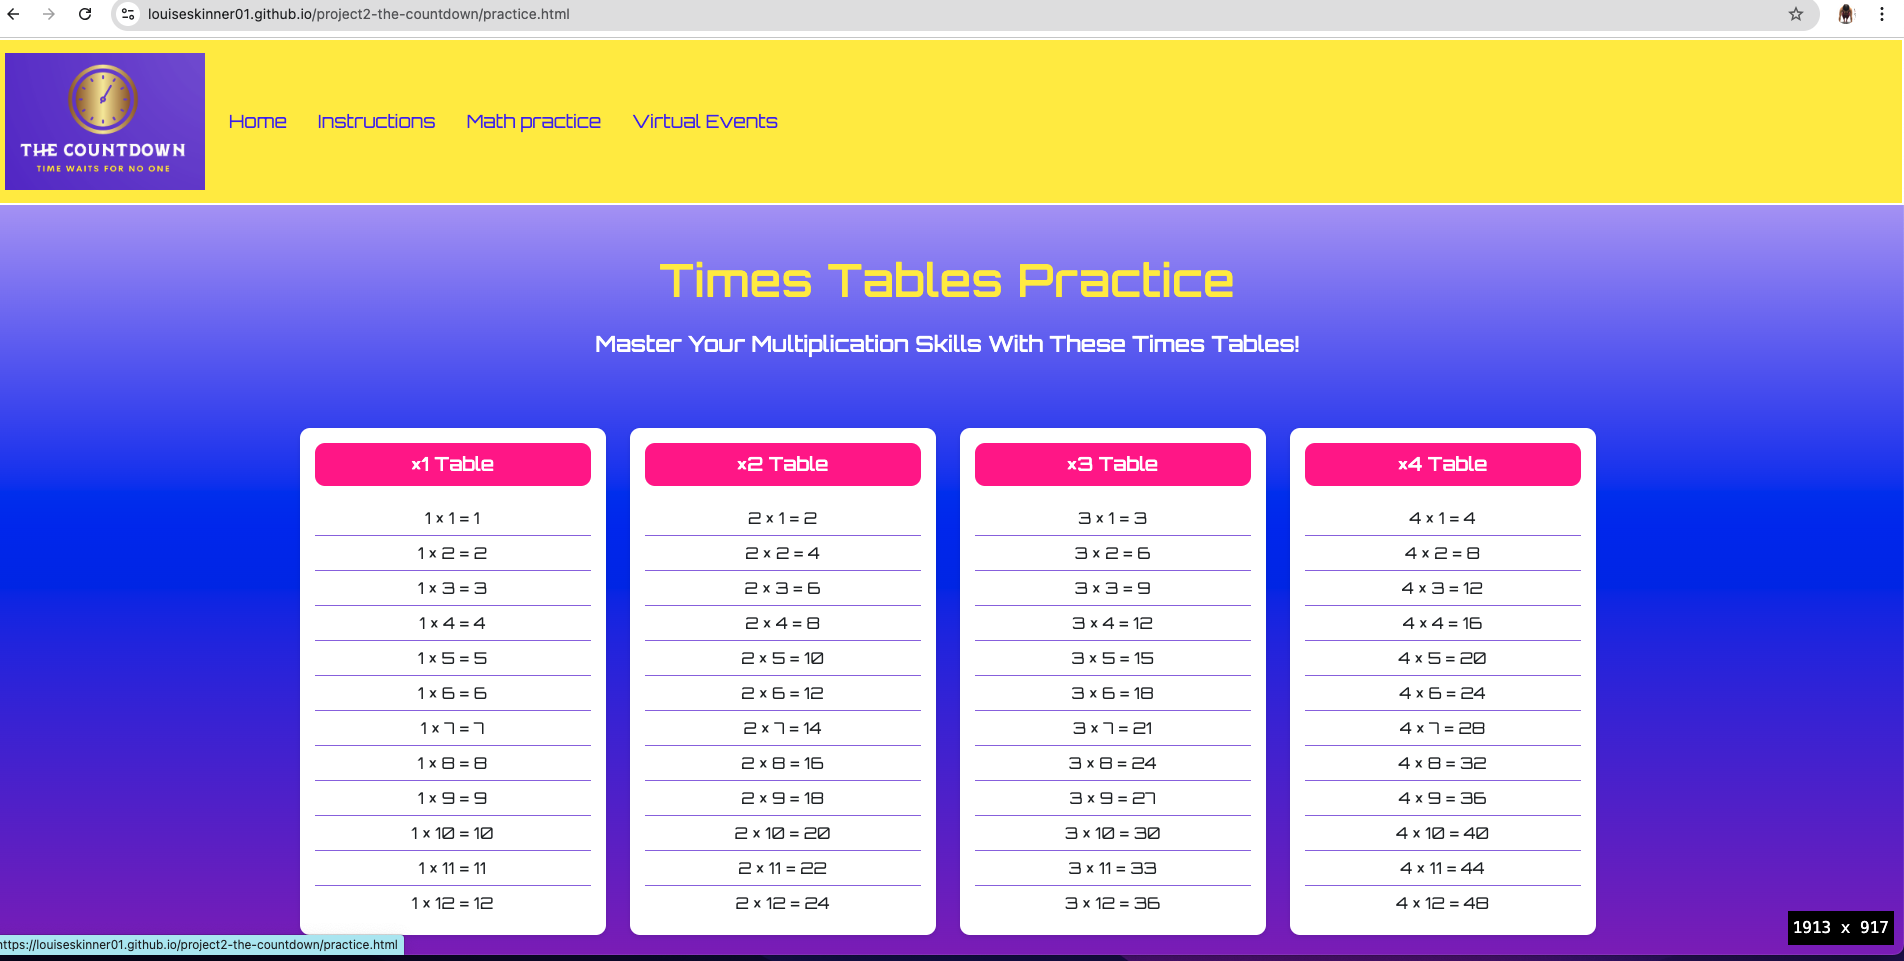 louiseskinner01.github.io/project2-the-countdown/practice.html
THE COUNTDOWN
TIME WAITS FOR NO ONE
Home Instructions Math practice Virtual Events
Times Tables Practice
Master Your Multiplication Skills With These Times Tables!
x1 Table
1 x 1 = 1
1 x 2 = 2
1 x 3 = 3
1 x 4 = 4
1 x 5 = 5
1 x 6 = 6
1 x 7 = 7
1 x 8 = 8
1 x 9 = 9
1 x 10 = 10
1 x 11 = 11
1 x 12 = 12
x2 Table
2 x 1 = 2
2 x 2 = 4
2 x 3 = 6
2 x 4 = 8
2 x 5 = 10
2 x 6 = 12
2 x 7 = 14
2 x 8 = 16
2 x 9 = 18
2 x 10 = 20
2 x 11 = 22
2 x 12 = 24
x3 Table
3 x 1 = 3
3 x 2 = 6
3 x 3 = 9
3 x 4 = 12
3 x 5 = 15
3 x 6 = 18
3 x 7 = 21
3 x 8 = 24
3 x 9 = 27
3 x 10 = 30
3 x 11 = 33
3 x 12 = 36
x4 Table
4 x 1 = 4
4 x 2 = 8
4 x 3 = 12
4 x 4 = 16
4 x 5 = 20
4 x 6 = 24
4 x 7 = 28
4 x 8 = 32
4 x 9 = 36
4 x 10 = 40
4 x 11 = 44
4 x 12 = 48
https://louiseskinner01.github.io/project2-the-countdown/practice.html
1913 x 917